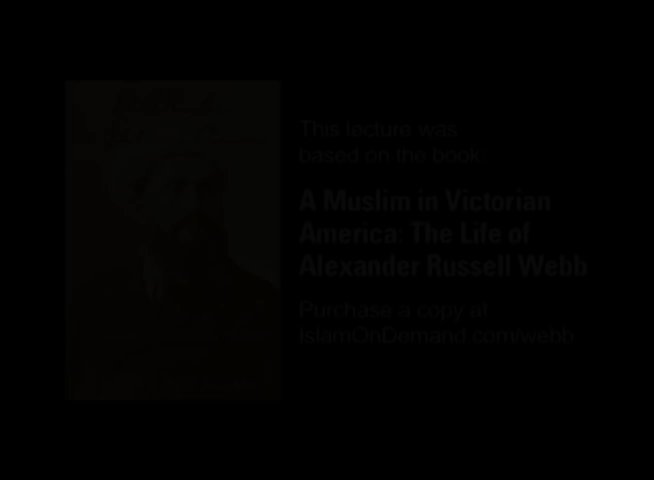 This lecture was
based on the book
A Muslim in Victorian
America: The Life of
Alexander Russell Webb
Purchase a copy at
IslamOnDemand.com/webb